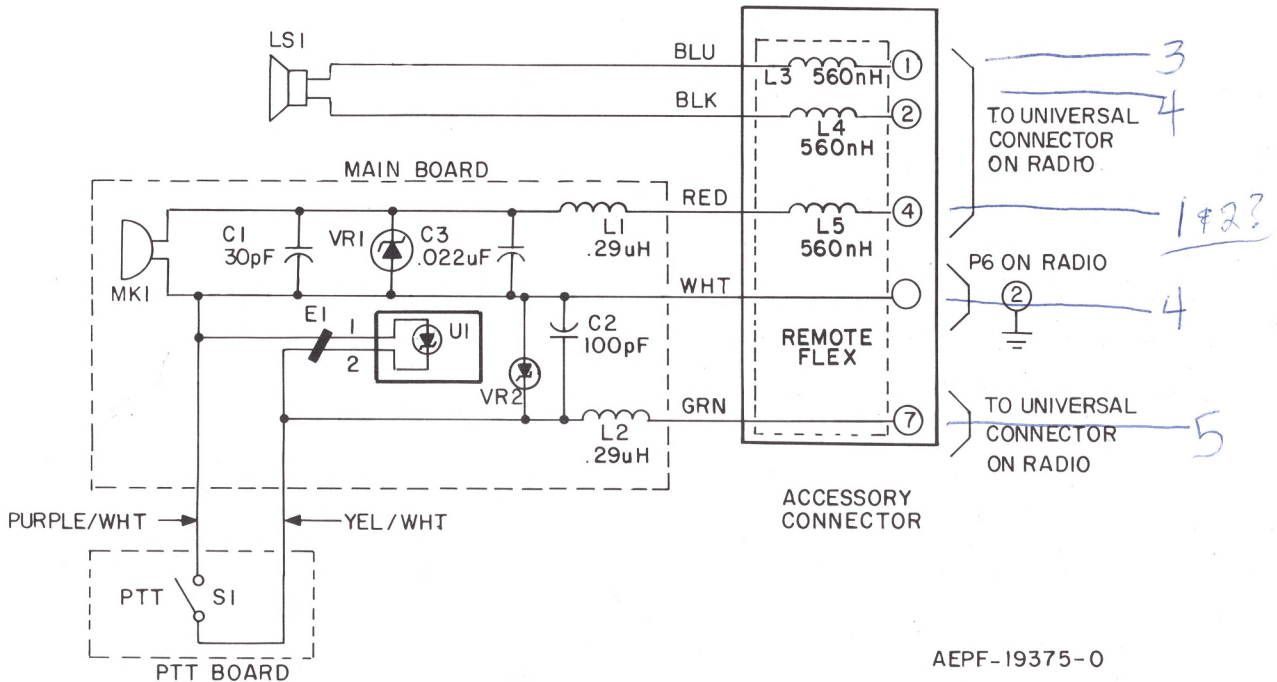 LS1
BLU
L3 560nH
1
3
BLK
2
4
L4
560nH
TO UNIVERSAL
CONNECTOR
ON RADIO
MAIN BOARD
RED
4
L5
560nH
1 & 2?
C1
30pF
VR1
C3
.022uF
L1
.29uH
MK1
WHT
P6 ON RADIO
2
4
E1
1
2
U1
C2
100pF
REMOTE
FLEX
VR2
GRN
7
L2
.29uH
TO UNIVERSAL
CONNECTOR
ON RADIO
5
ACCESSORY
CONNECTOR
PURPLE/WHT
YEL/WHT
PTT
S1
PTT BOARD
AEPF-19375-O